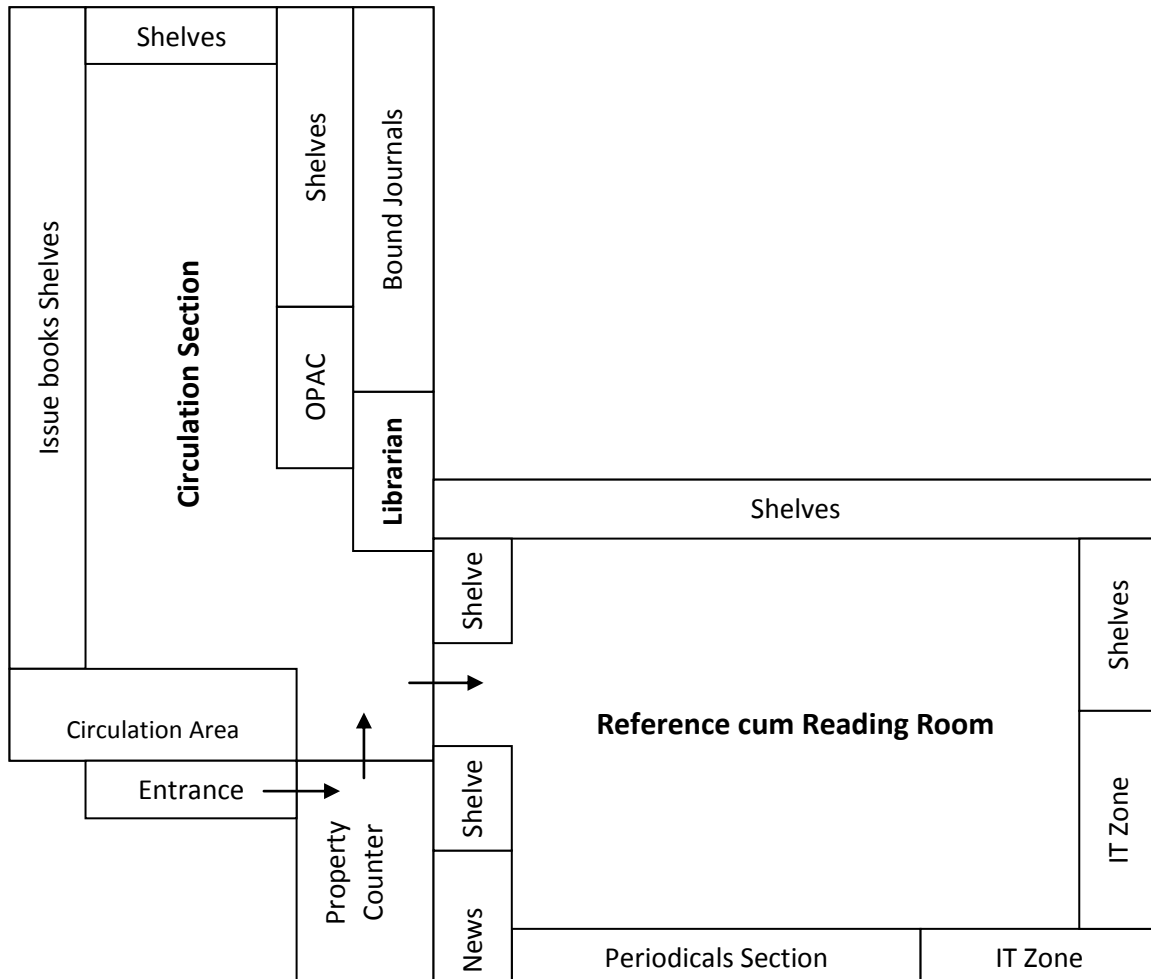 Shelves
Issue books Shelves
Circulation Section
Shelves
Bound Journals
OPAC
Librarian
Shelves
Shelve
Shelves
Circulation Area
Reference cum Reading Room
Entrance
Property
Counter
Shelve
IT Zone
News
Periodicals Section
IT Zone